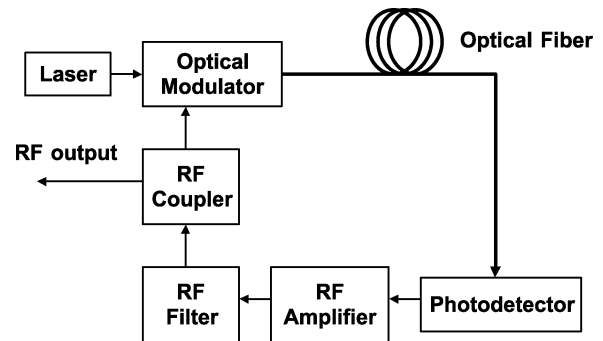 Laser
Optical
Modulator
Optical Fiber
RF output
RF
Coupler
RF
Filter
RF
Amplifier
Photodetector